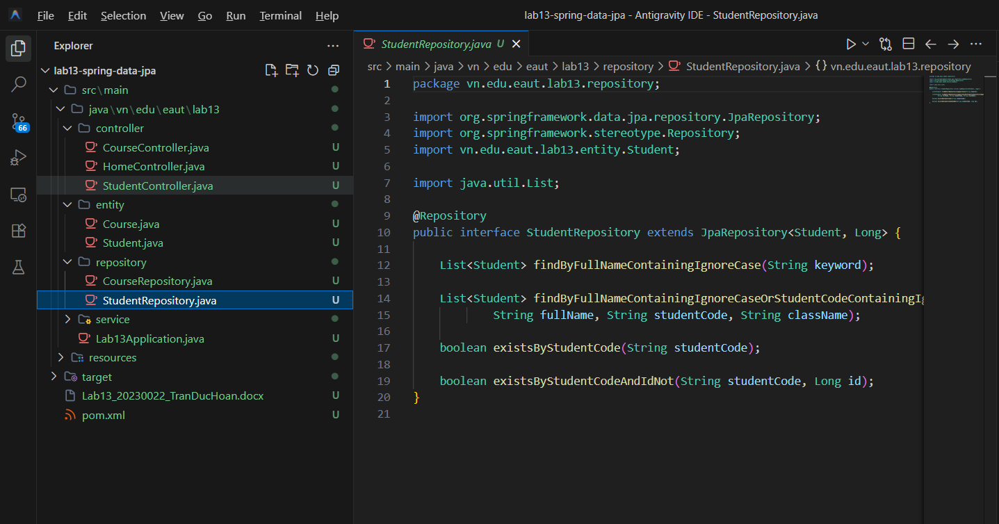 File Edit Selection View Go Run Terminal Help
lab13-spring-data-jpa - Antigravity IDE - StudentRepository.java
Explorer
lab13-spring-data-jpa
src\main
java\vn\edu\eaut\lab13
controller
CourseController.java U
HomeController.java U
StudentController.java U
entity
Course.java U
Student.java U
repository
CourseRepository.java U
StudentRepository.java U
service
Lab13Application.java U
resources
target
Lab13_20230022_TranDucHoan.docx U
pom.xml U
66
StudentRepository.java U
src > main > java > vn > edu > eaut > lab13 > repository > StudentRepository.java > {} vn.edu.eaut.lab13.repository
1 package vn.edu.eaut.lab13.repository;
2
3 import org.springframework.data.jpa.repository.JpaRepository;
4 import org.springframework.stereotype.Repository;
5 import vn.edu.eaut.lab13.entity.Student;
6
7 import java.util.List;
8
9 @Repository
10 public interface StudentRepository extends JpaRepository<Student, Long> {
11
12 List<Student> findByFullNameContainingIgnoreCase(String keyword);
13
14 List<Student> findByFullNameContainingIgnoreCaseOrStudentCodeContainingIg
15 String fullName, String studentCode, String className);
16
17 boolean existsByStudentCode(String studentCode);
18
19 boolean existsByStudentCodeAndIdNot(String studentCode, Long id);
20 }
21